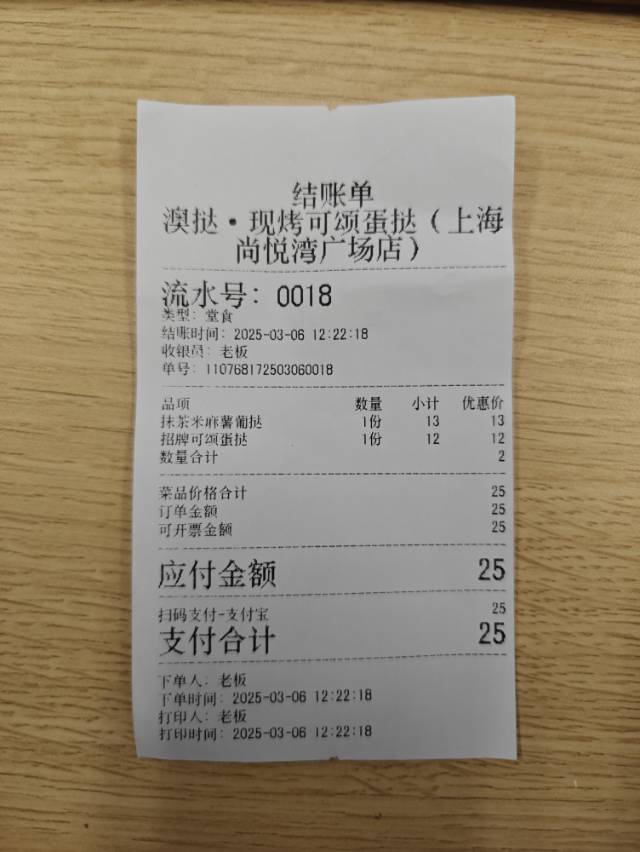 结账单
澳挞·现烤可颂蛋挞（上海
尚悦湾广场店）
流水号: 0018
类型: 堂食
结账时间: 2025-03-06 12:22:18
收银员: 老板
单号: 110768172503060018
品项 数量 小计 优惠价
抹茶米麻薯葡挞 1份 13 13
招牌可颂蛋挞 1份 12 12
数量合计 2
菜品价格合计 25
订单金额 25
可开票金额 25
应付金额 25
扫码支付-支付宝 25
支付合计 25
下单人: 老板
下单时间: 2025-03-06 12:22:18
打印人: 老板
打印时间: 2025-03-06 12:22:18